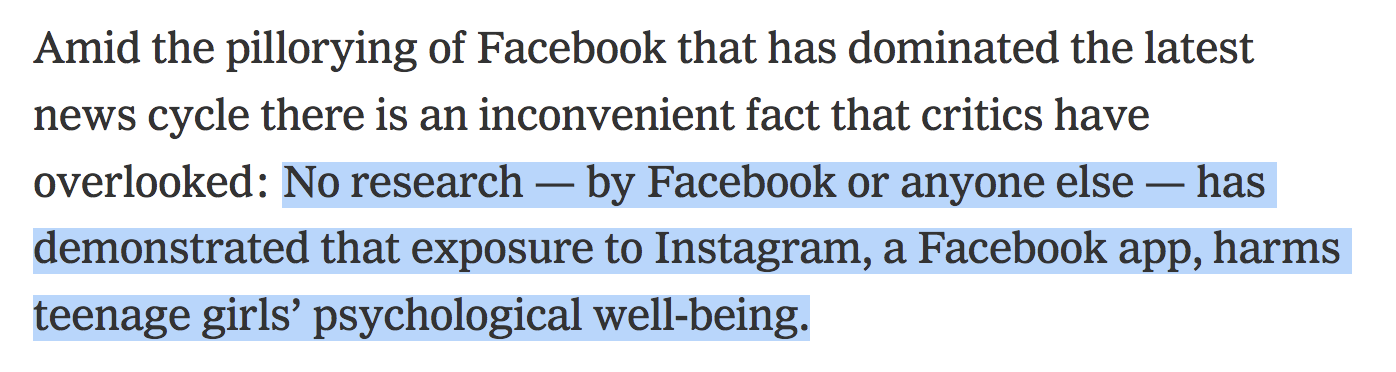 Amid the pillorying of Facebook that has dominated the latest
news cycle there is an inconvenient fact that critics have
overlooked: No research — by Facebook or anyone else — has
demonstrated that exposure to Instagram, a Facebook app, harms
teenage girls’ psychological well-being.